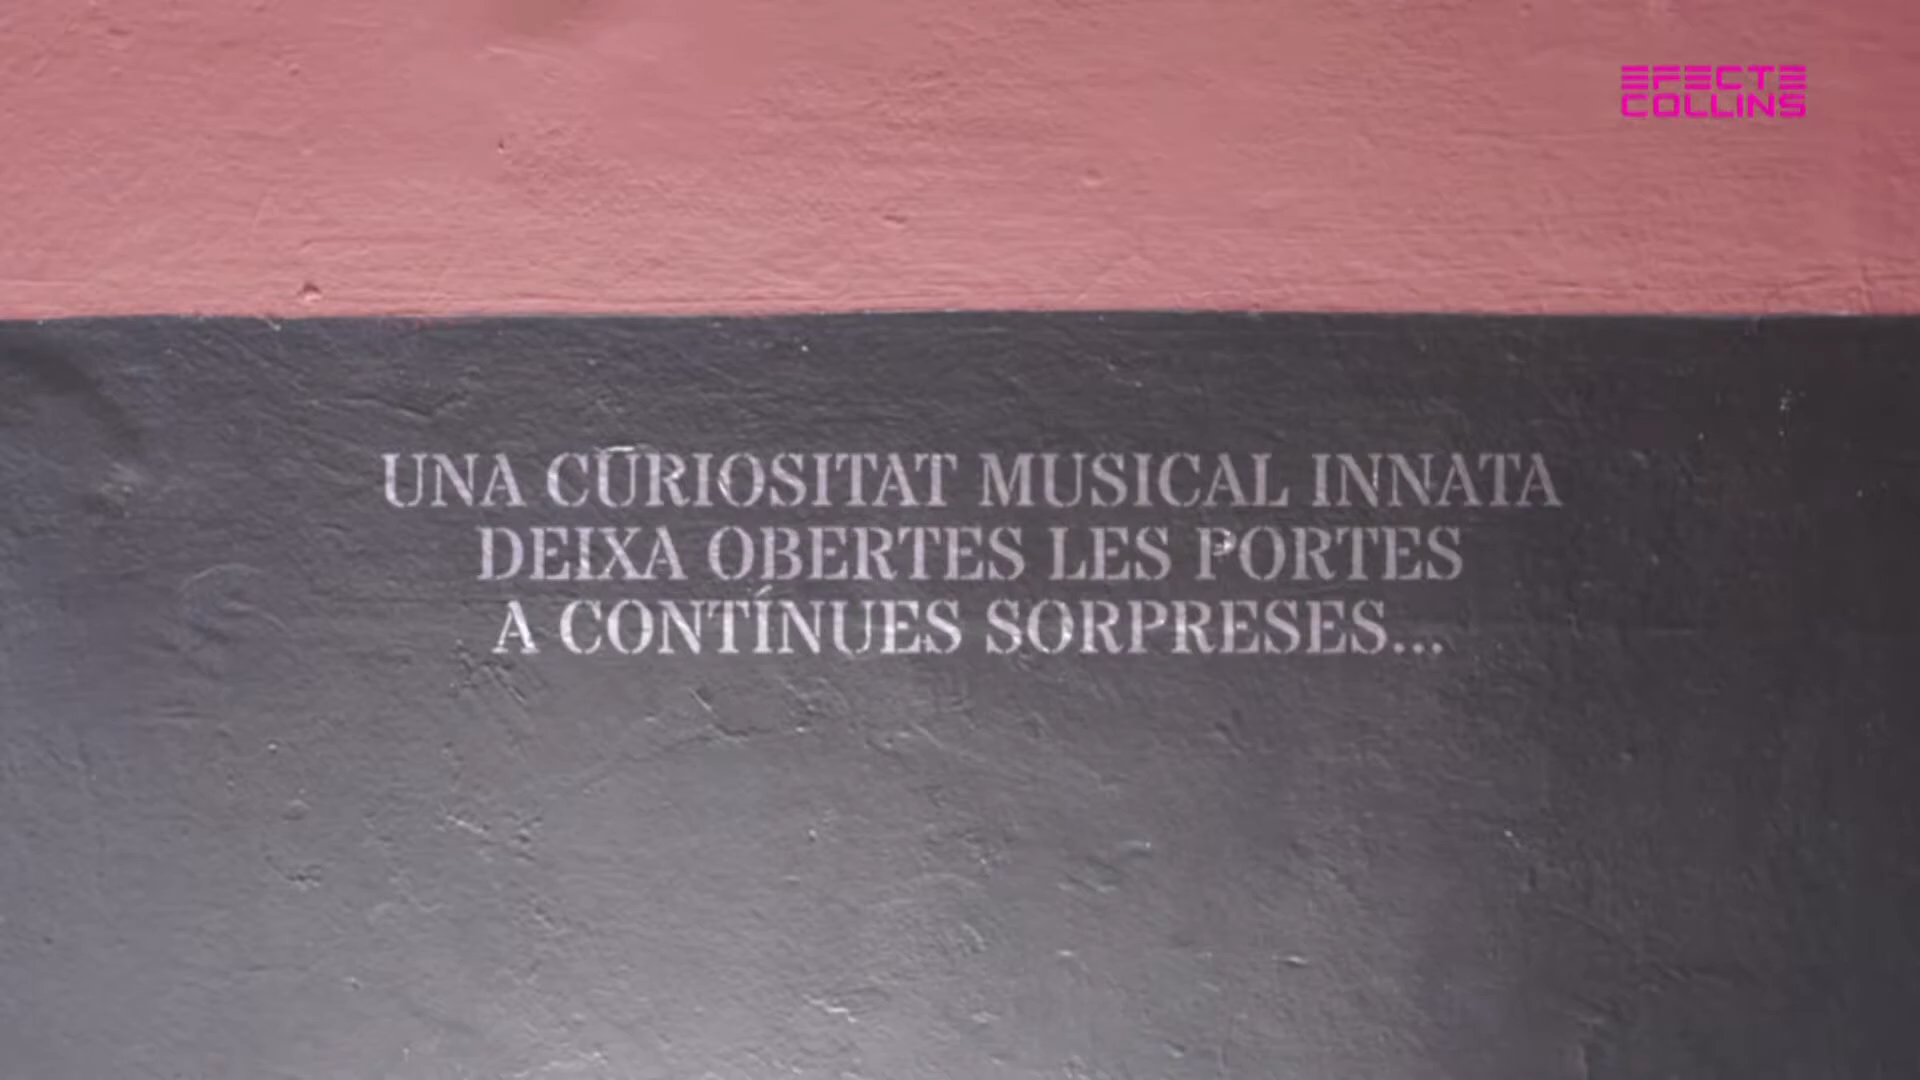 EFECTE
COLLINS
UNA CURIOSITAT MUSICAL INNATA
DEIXA OBERTES LES PORTES
A CONTÍNUES SORPRESES...